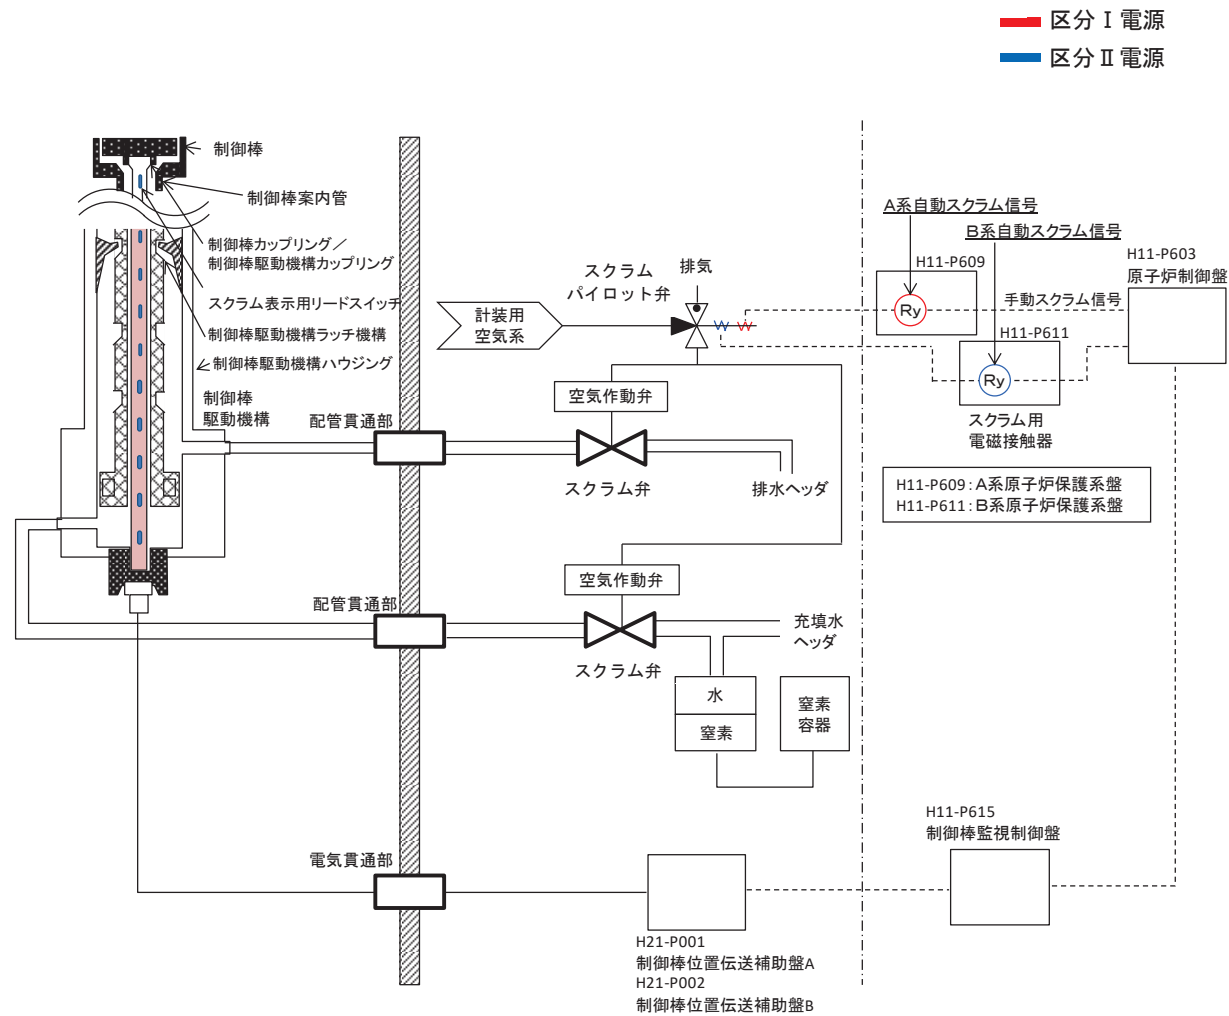 区分Ⅰ電源
区分Ⅱ電源
制御棒
制御棒案内管
制御棒カップリング／
制御棒駆動機構カップリング
スクラム表示用リードスイッチ
制御棒駆動機構ラッチ機構
制御棒駆動機構ハウジング
制御棒
駆動機構
配管貫通部
計装用
空気系
スクラム
パイロット弁
排気
空気作動弁
スクラム弁
排水ヘッダ
A系自動スクラム信号
B系自動スクラム信号
H11-P609
Ry
手動スクラム信号
H11-P611
Ry
スクラム用
電磁接触器
H11-P603
原子炉制御盤
H11-P609：A系原子炉保護系盤
H11-P611：B系原子炉保護系盤
配管貫通部
空気作動弁
スクラム弁
充填水
ヘッダ
水
窒素
窒素
容器
電気貫通部
H21-P001
制御棒位置伝送補助盤A
H21-P002
制御棒位置伝送補助盤B
H11-P615
制御棒監視制御盤